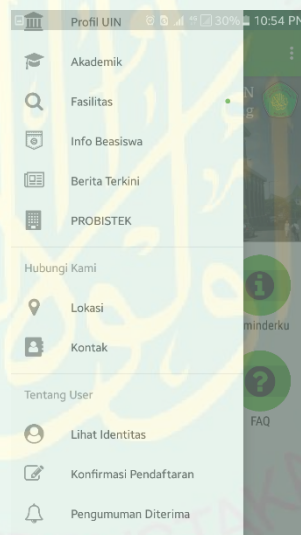 Profil UIN
30% 10:54 PM
Akademik
Fasilitas
Info Beasiswa
Berita Terkini
PROBISTEK
Hubungi Kami
Lokasi
minderku
Kontak
Tentang User
FAQ
Lihat Identitas
Konfirmasi Pendaftaran
Pengumuman Diterima